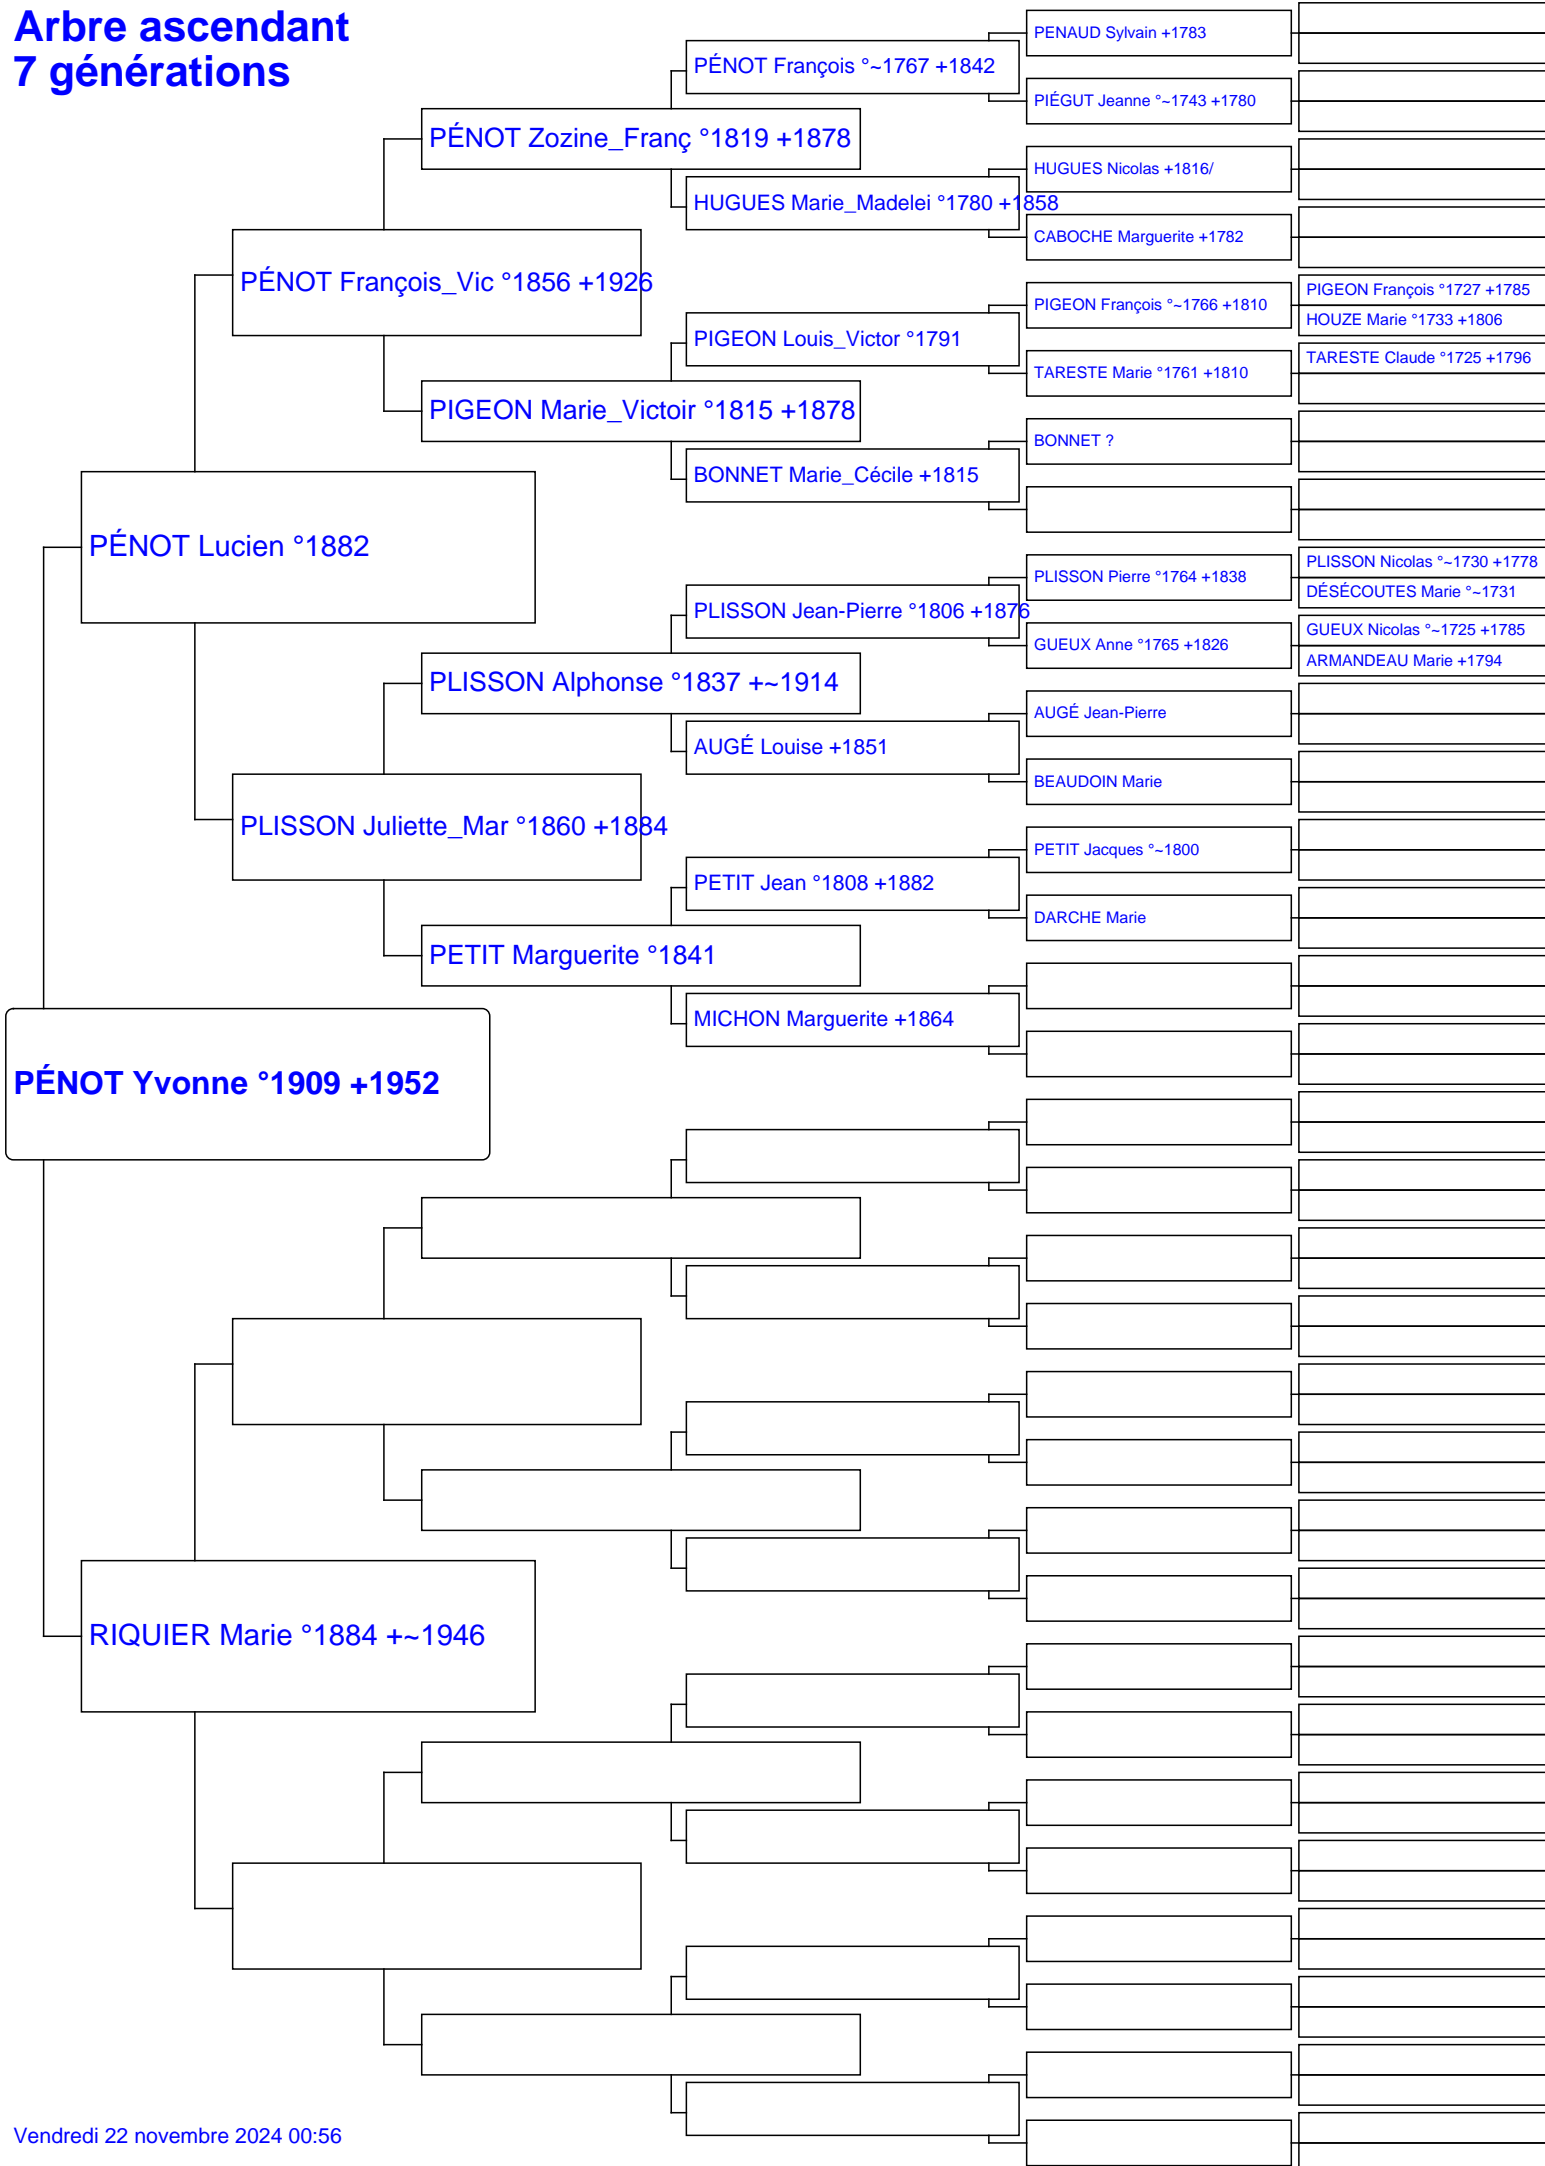 Arbre ascendant
7 générations
PENAUD Sylvain +1783
PÉNOT François °~1767 +1842
PIÉGUT Jeanne °~1743 +1780
PÉNOT Zozine_Franç °1819 +1878
HUGUES Nicolas +1816/
HUGUES Marie_Madelei °1780 +1858
CABOCHE Marguerite +1782
PÉNOT François_Vic °1856 +1926
PIGEON François °1727 +1785
PIGEON François °~1766 +1810
HOUZE Marie °1733 +1806
PIGEON Louis_Victor °1791
TARESTE Claude °1725 +1796
TARESTE Marie °1761 +1810
PIGEON Marie_Victoir °1815 +1878
BONNET ?
BONNET Marie_Cécile +1815
PÉNOT Lucien °1882
PLISSON Nicolas °~1730 +1778
PLISSON Pierre °1764 +1838
DÉSÉCOUTES Marie °~1731
PLISSON Jean-Pierre °1806 +1876
GUEUX Nicolas °~1725 +1785
GUEUX Anne °1765 +1826
ARMANDEAU Marie +1794
PLISSON Alphonse °1837 +~1914
AUGÉ Jean-Pierre
AUGÉ Louise +1851
BEAUDOIN Marie
PLISSON Juliette_Mar °1860 +1884
PETIT Jacques °~1800
PETIT Jean °1808 +1882
DARCHE Marie
PETIT Marguerite °1841
MICHON Marguerite +1864
PÉNOT Yvonne °1909 +1952
RIQUIER Marie °1884 +~1946
Vendredi 22 novembre 2024 00:56